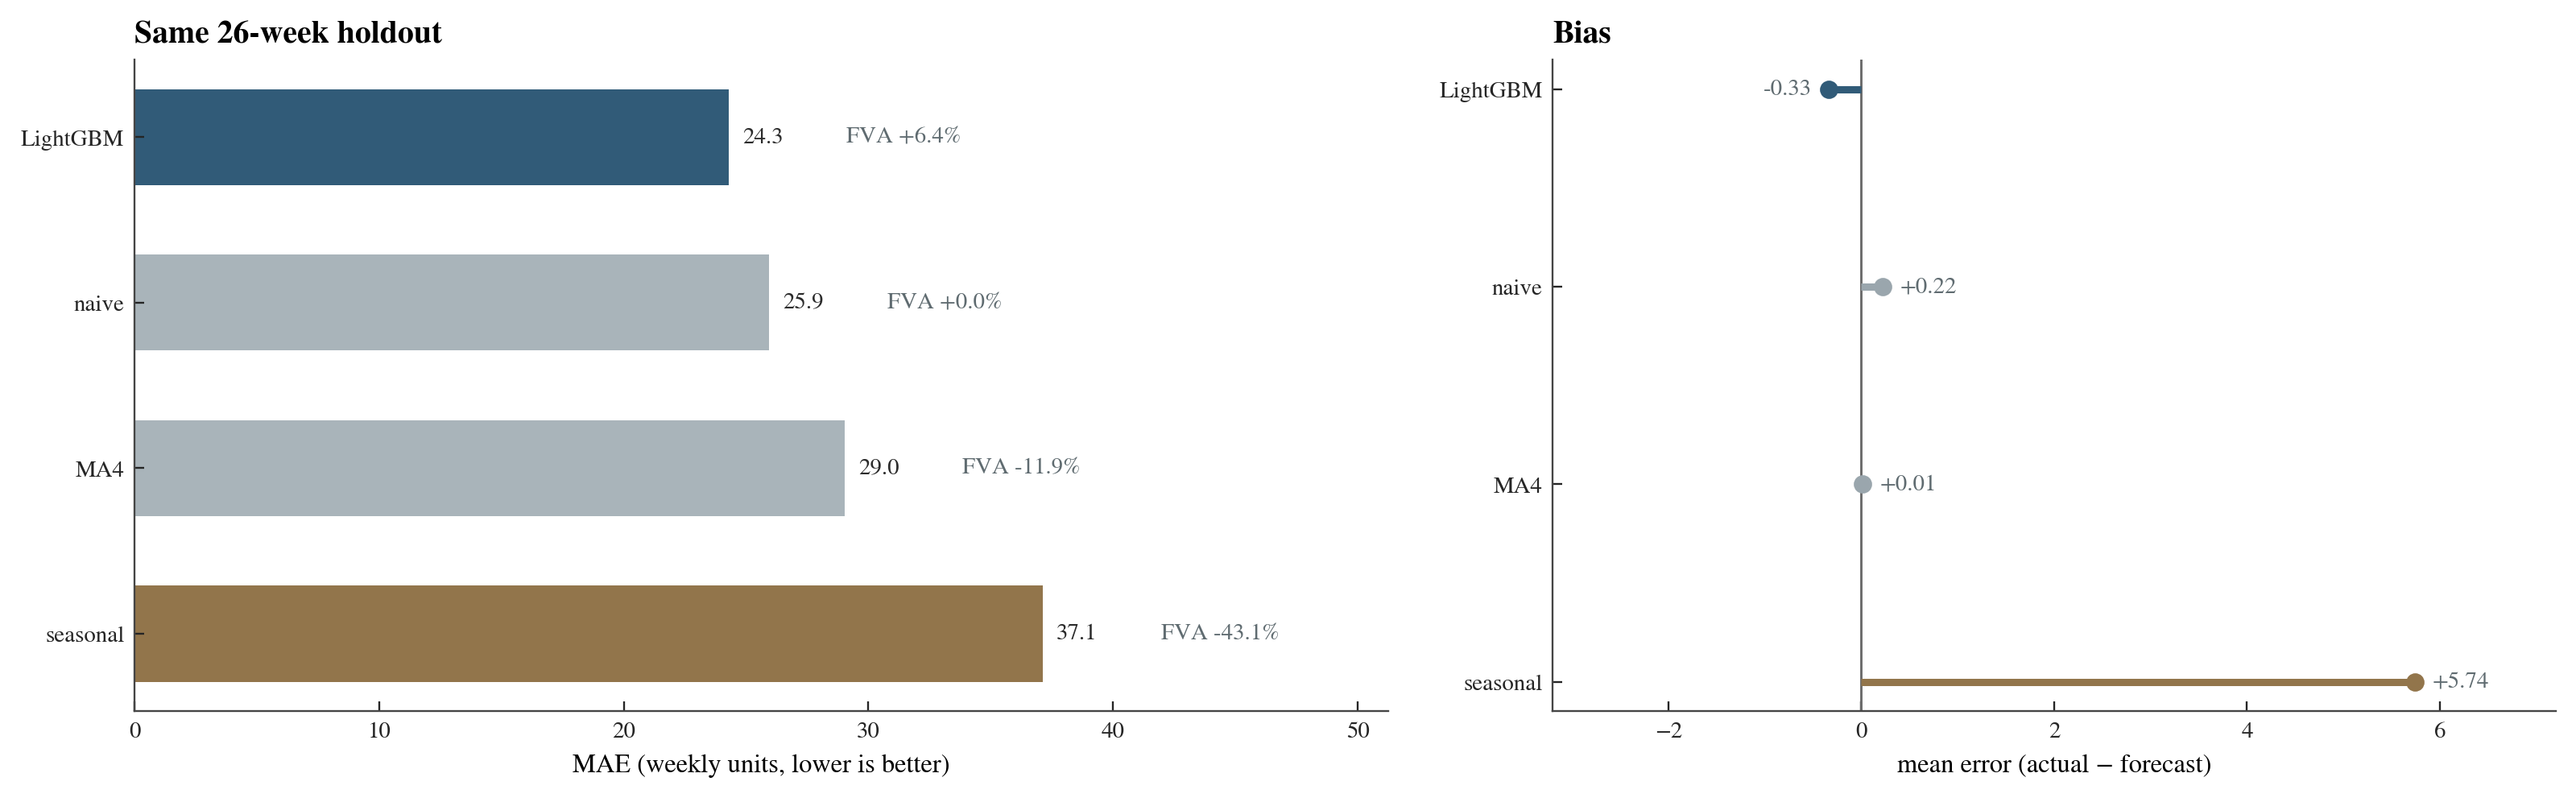 Same 26-week holdout
LightGBM
24.3
FVA +6.4%
naive
25.9
FVA +0.0%
MA4
29.0
FVA -11.9%
seasonal
37.1
FVA -43.1%
0 10 20 30 40 50
MAE (weekly units, lower is better)
Bias
LightGBM
-0.33
naive
+0.22
MA4
+0.01
seasonal
+5.74
−2 0 2 4 6
mean error (actual − forecast)